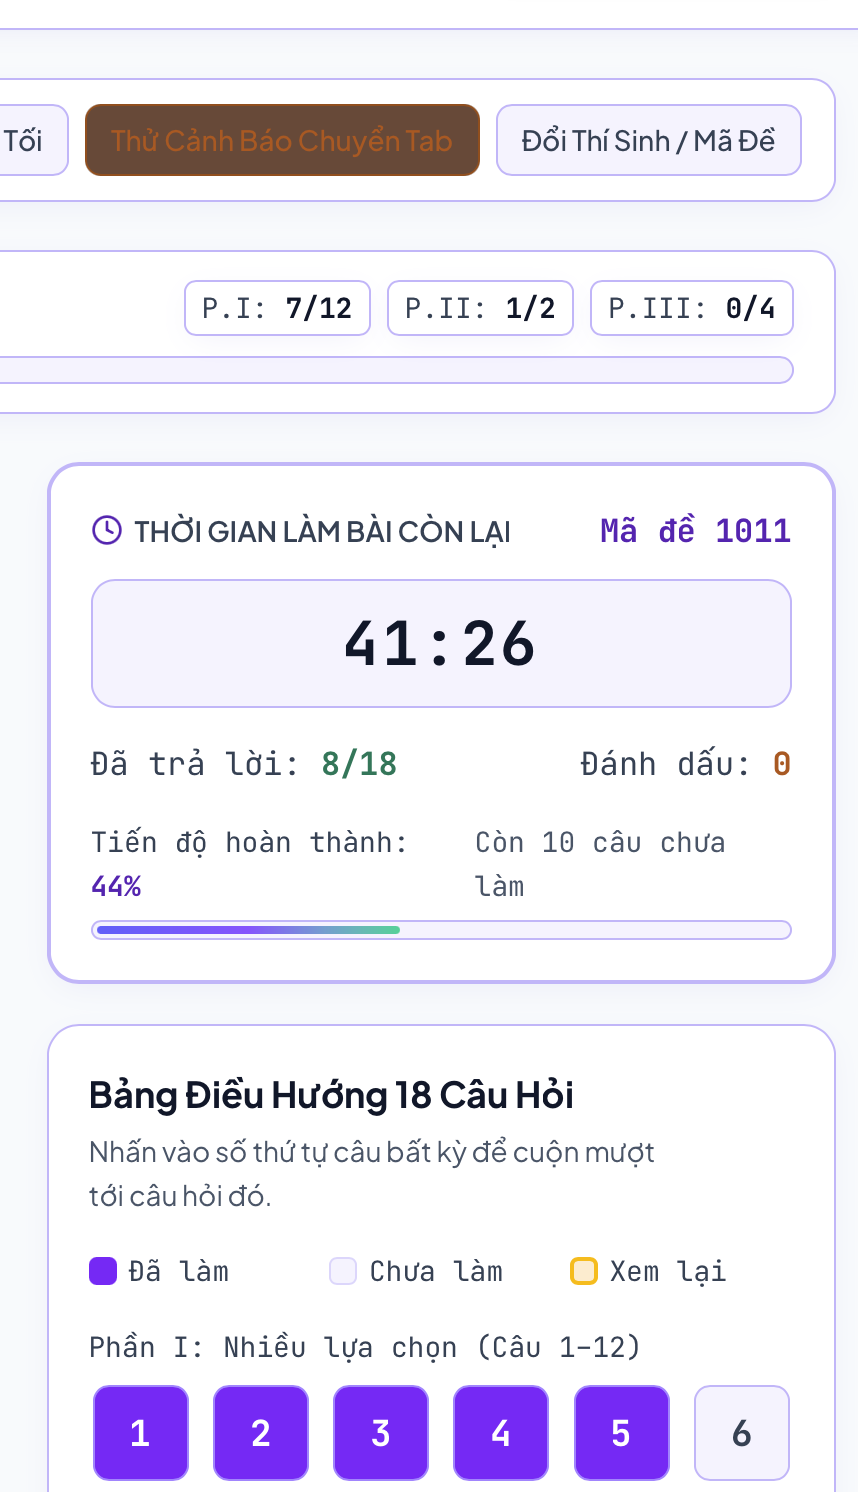 Tối
Thử Cảnh Báo Chuyển Tab
Đổi Thí Sinh / Mã Đề
P.I: 7/12
P.II: 1/2
P.III: 0/4
THỜI GIAN LÀM BÀI CÒN LẠI
Mã đề 1011
41:26
Đã trả lời: 8/18
Đánh dấu: 0
Tiến độ hoàn thành:
44%
Còn 10 câu chưa
làm
Bảng Điều Hướng 18 Câu Hỏi
Nhấn vào số thứ tự câu bất kỳ để cuộn mượt
tới câu hỏi đó.
Đã làm
Chưa làm
Xem lại
Phần I: Nhiều lựa chọn (Câu 1–12)
1
2
3
4
5
6